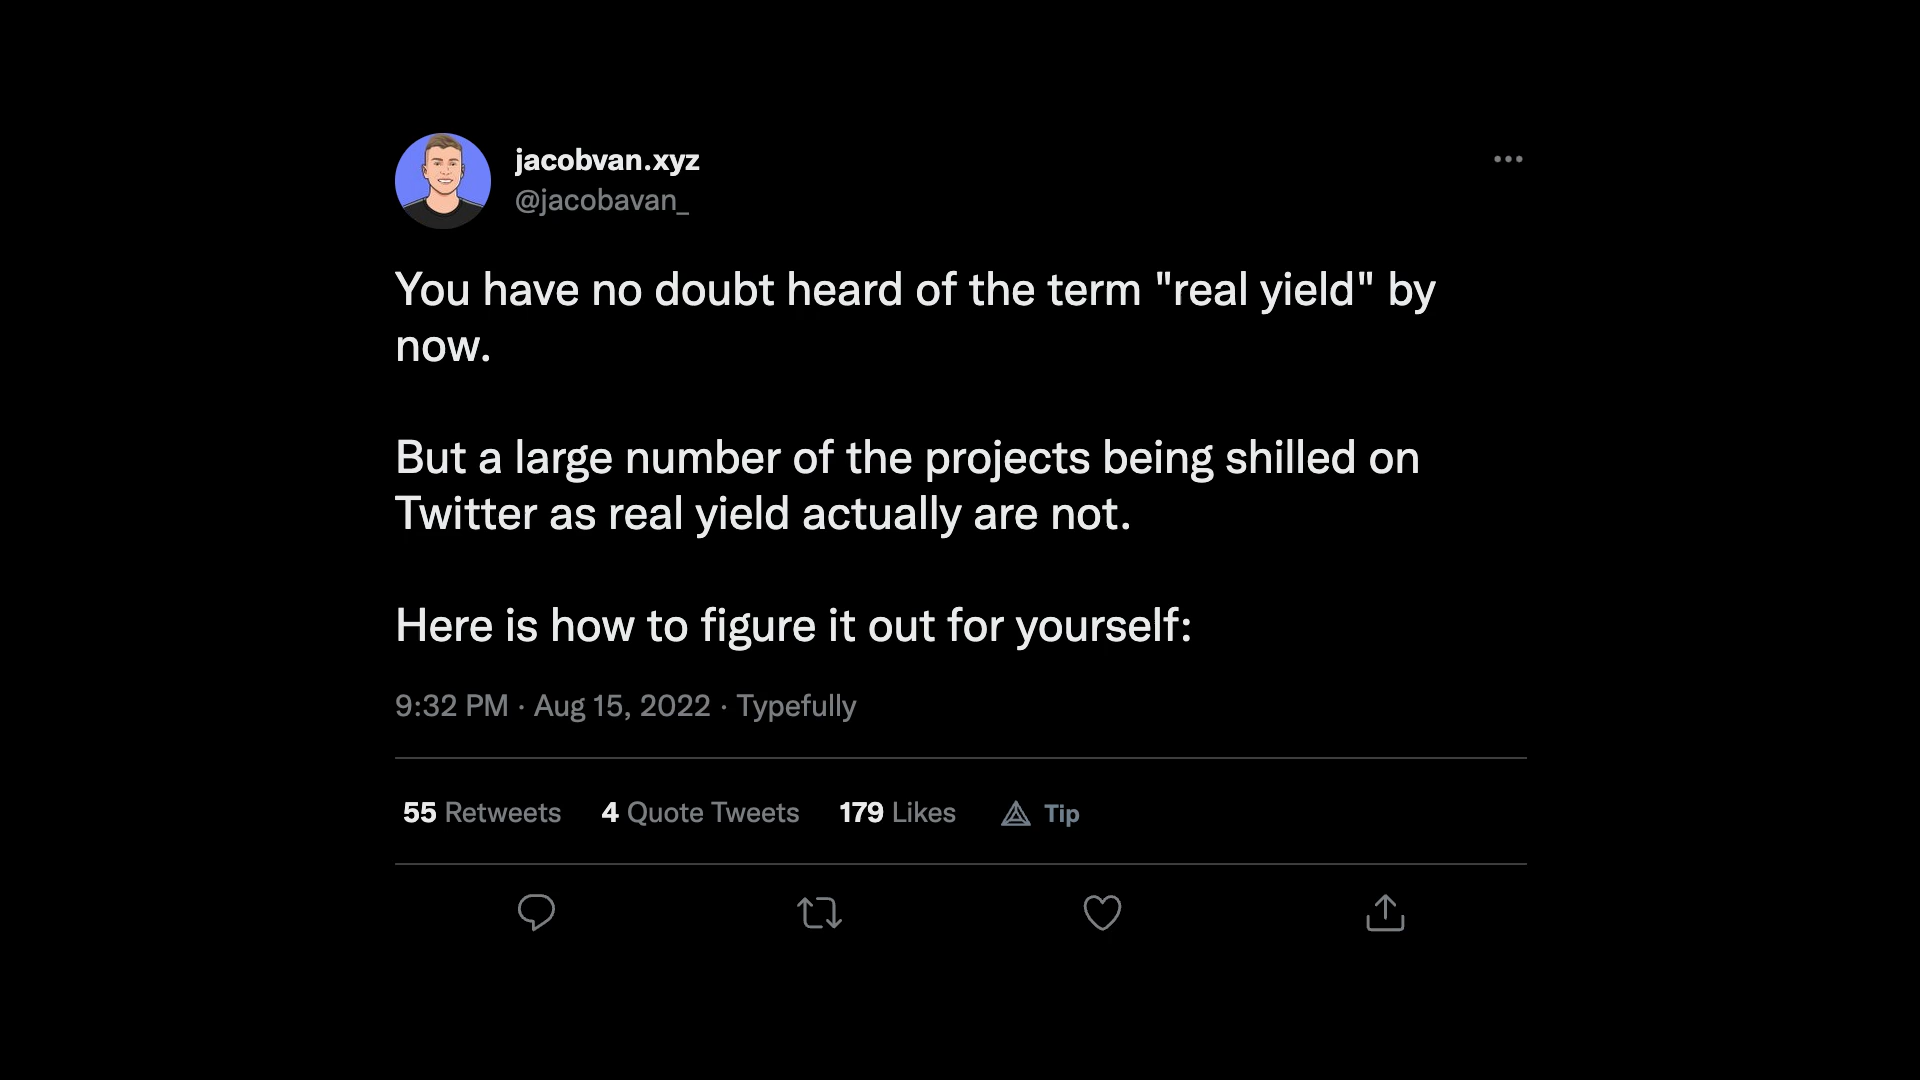 jacobvan.xyz
@jacobavan_
You have no doubt heard of the term "real yield" by
now.
But a large number of the projects being shilled on
Twitter as real yield actually are not.
Here is how to figure it out for yourself:
9:32 PM · Aug 15, 2022 · Typefully
55 Retweets 4 Quote Tweets 179 Likes Tip